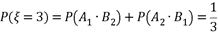 P(ξ = 3) = P(A₁ · B₂) + P(A₂ · B₁) = 1/3